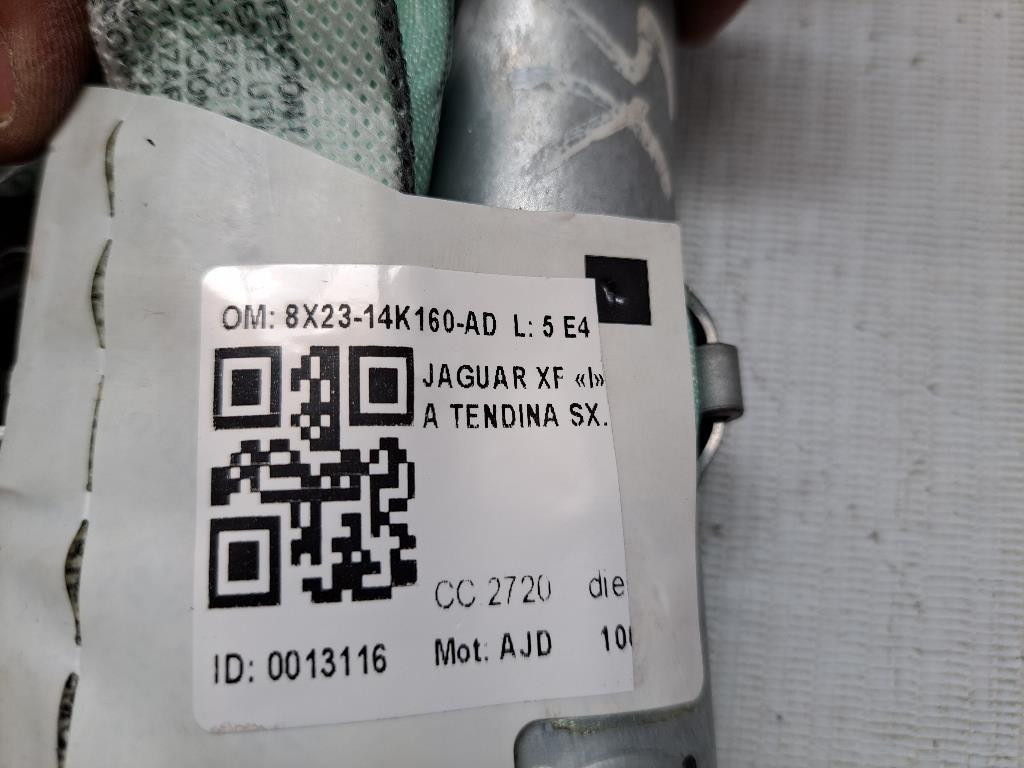 OM: 8X23-14K160-AD L: 5 E4
JAGUAR XF «I»
A TENDINA SX.
CC 2720 die
ID: 0013116 Mot: AJD 10